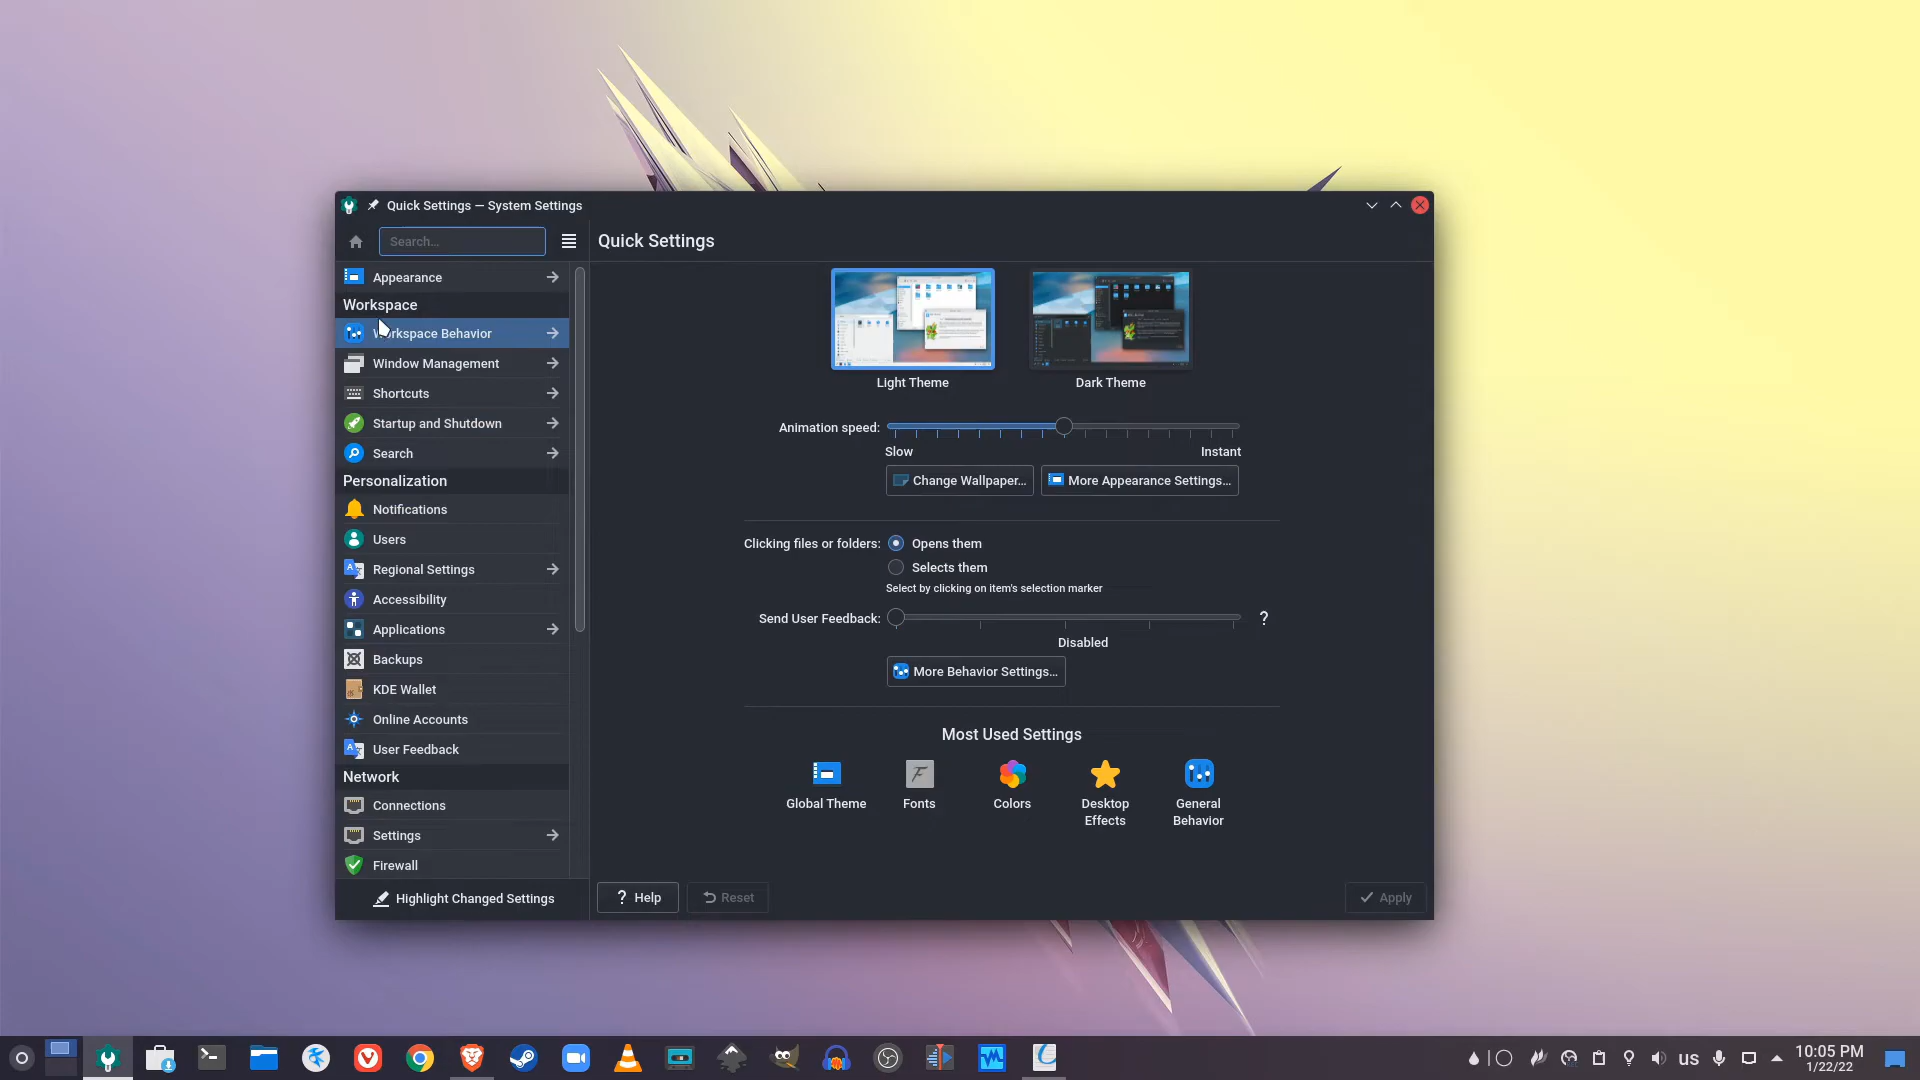 Quick Settings — System Settings
Search...
Quick Settings
Appearance
Workspace
Workspace Behavior
Window Management
Shortcuts
Startup and Shutdown
Search
Personalization
Notifications
Users
Regional Settings
Accessibility
Applications
Backups
KDE Wallet
Online Accounts
User Feedback
Network
Connections
Settings
Firewall
Highlight Changed Settings
Light Theme
Dark Theme
Animation speed:
Slow
Instant
Change Wallpaper...
More Appearance Settings...
Clicking files or folders:
Opens them
Selects them
Select by clicking on item's selection marker
Send User Feedback:
?
Disabled
More Behavior Settings...
Most Used Settings
Global Theme
Fonts
Colors
Desktop
Effects
General
Behavior
? Help
Reset
Apply
us
10:05 PM
1/22/22